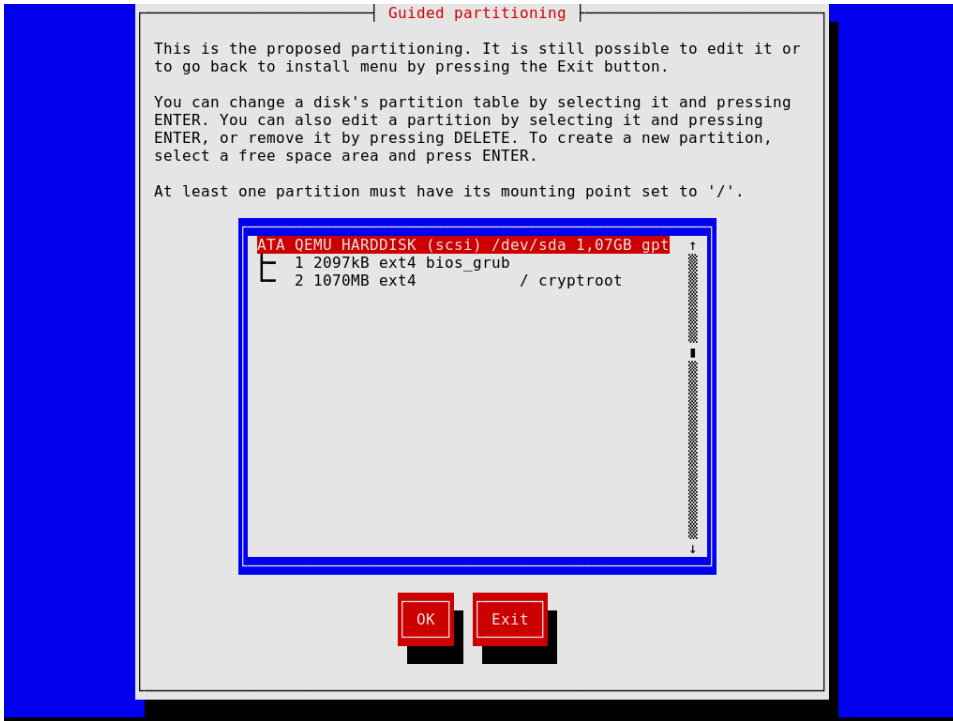 Guided partitioning
This is the proposed partitioning. It is still possible to edit it or
to go back to install menu by pressing the Exit button.
You can change a disk's partition table by selecting it and pressing
ENTER. You can also edit a partition by selecting it and pressing
ENTER, or remove it by pressing DELETE. To create a new partition,
select a free space area and press ENTER.
At least one partition must have its mounting point set to '/'.
ATA QEMU HARDDISK (scsi) /dev/sda 1,07GB gpt
1 2097kB ext4 bios_grub
2 1070MB ext4 / cryptroot
OK Exit